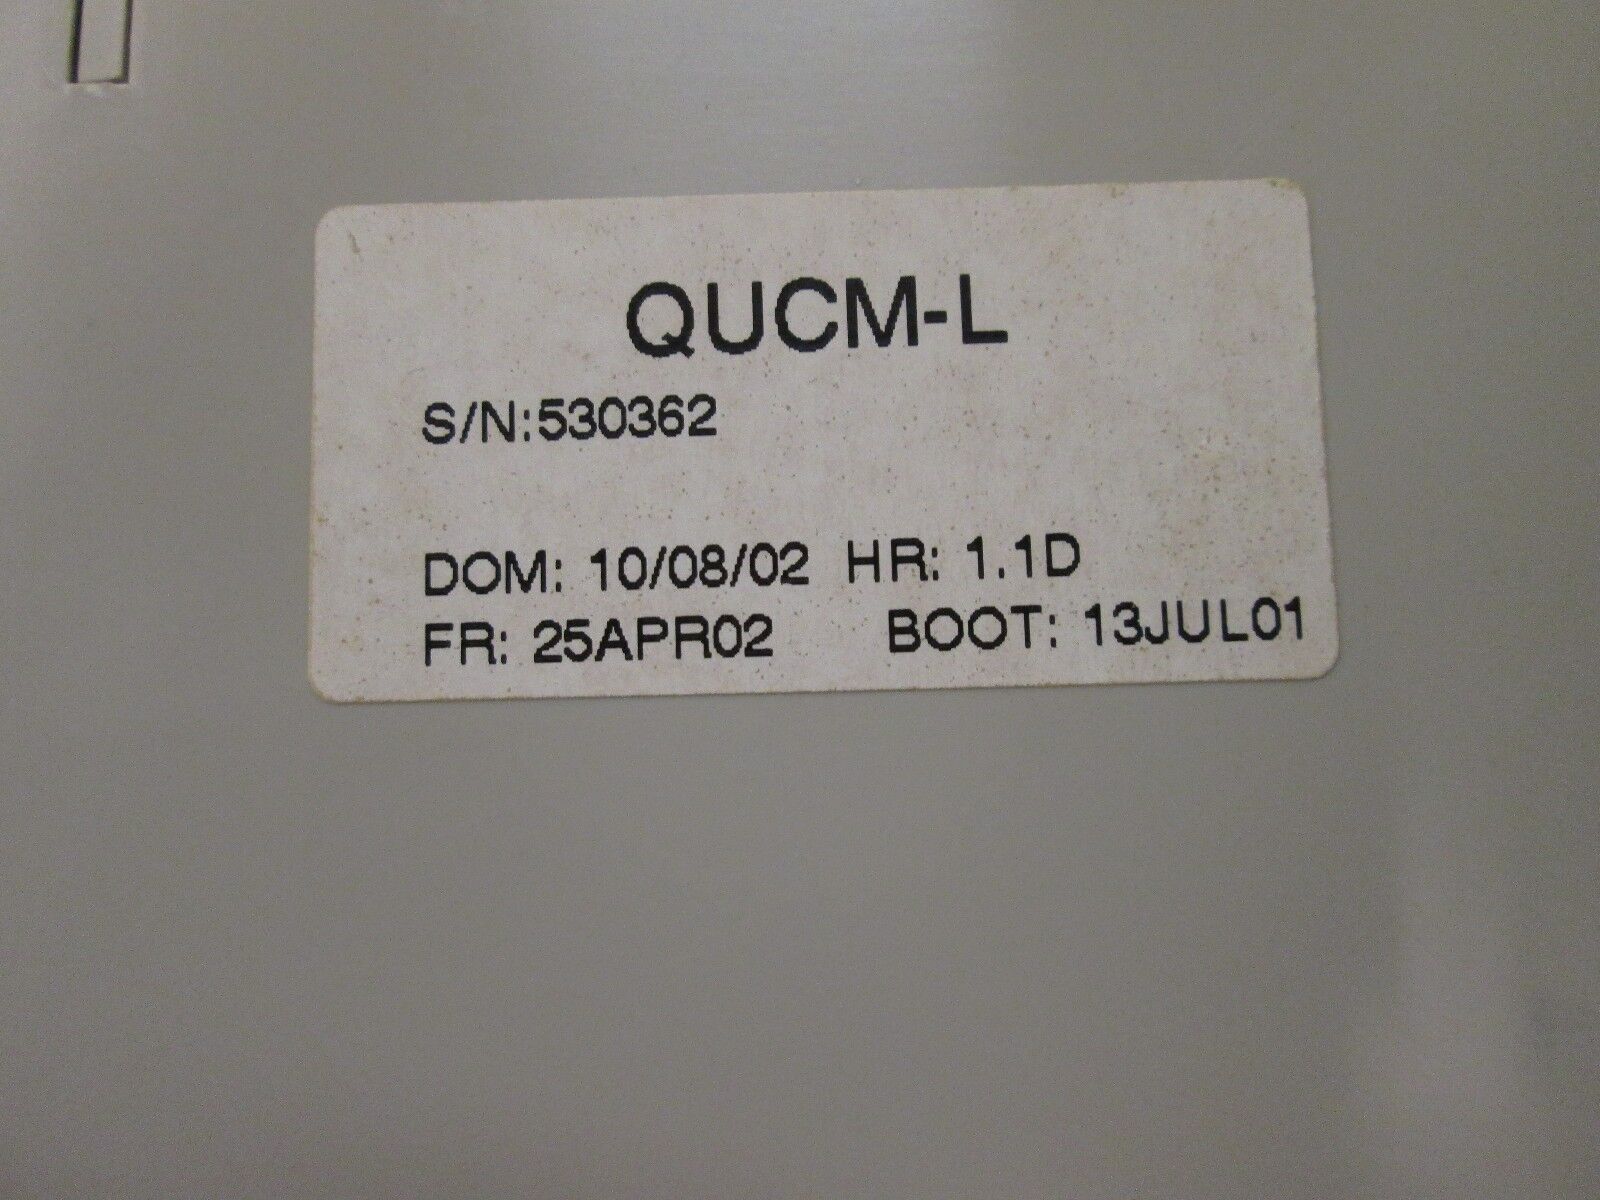 QUCM-L
S/N:530362
DOM: 10/08/02 HR: 1.1D
FR: 25APR02 BOOT: 13JUL01